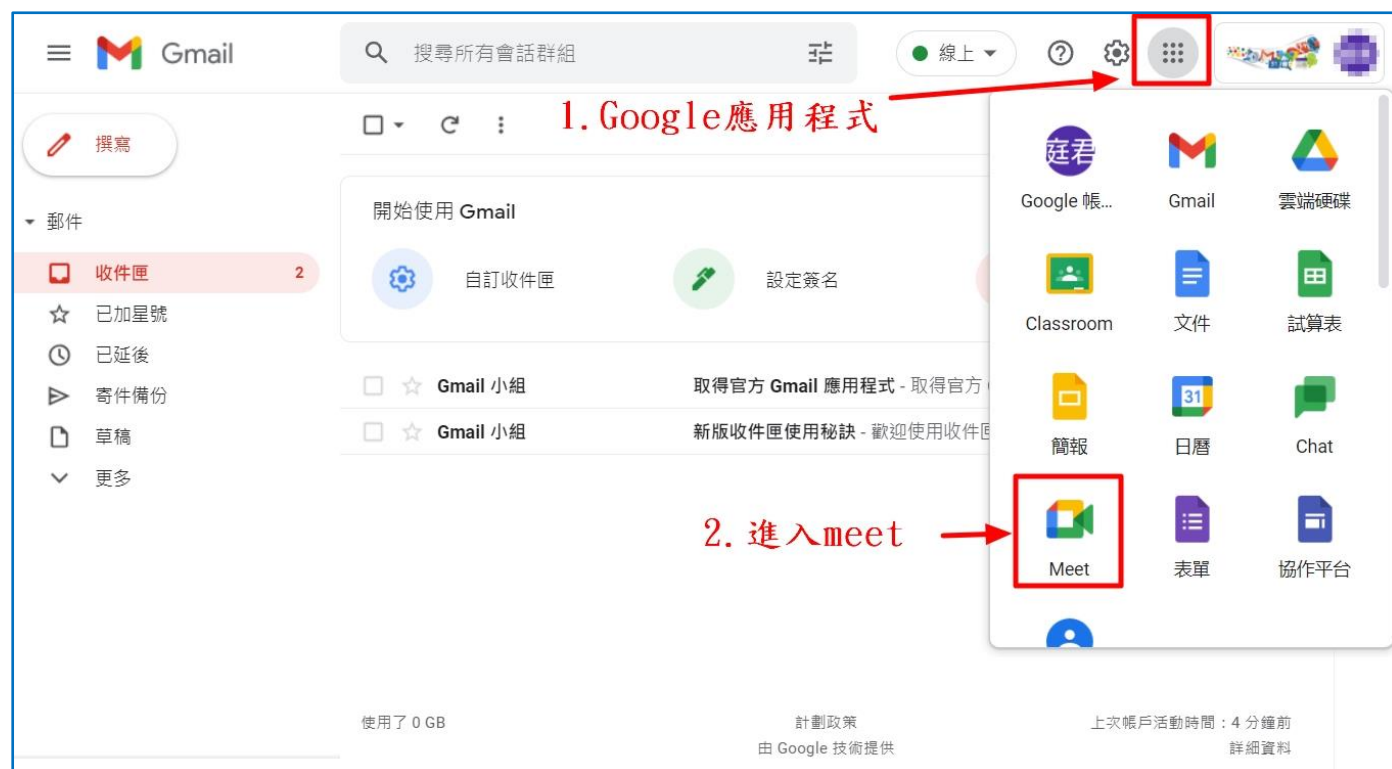 Gmail
搜尋所有會話群組
線上
1.Google應用程式
撰寫
郵件
收件匣 2
已加星號
已延後
寄件備份
草稿
更多
開始使用 Gmail
自訂收件匣
設定簽名
Gmail 小組 取得官方 Gmail 應用程式 - 取得官方
Gmail 小組 新版收件匣使用秘訣 - 歡迎使用收件匣
庭君
Google 帳...
Gmail
雲端硬碟
Classroom
文件
試算表
簡報
31
日曆
Chat
2.進入meet
Meet
表單
協作平台
使用了 0 GB
計劃政策
由 Google 技術提供
上次帳戶活動時間：4 分鐘前
詳細資料